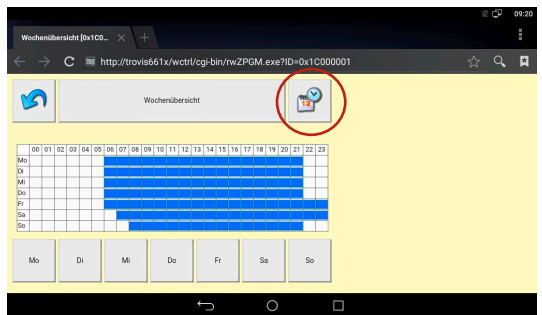 09:20
Wochenübersicht [0x1C0...
http://trovis661x/wctrl/cgi-bin/rwZPGM.exe?ID=0x1C000001
Wochenübersicht
12
00 01 02 03 04 05 06 07 08 09 10 11 12 13 14 15 16 17 18 19 20 21 22 23
Mo
Di
Mi
Do
Fr
Sa
So
Mo Di Mi Do Fr Sa So